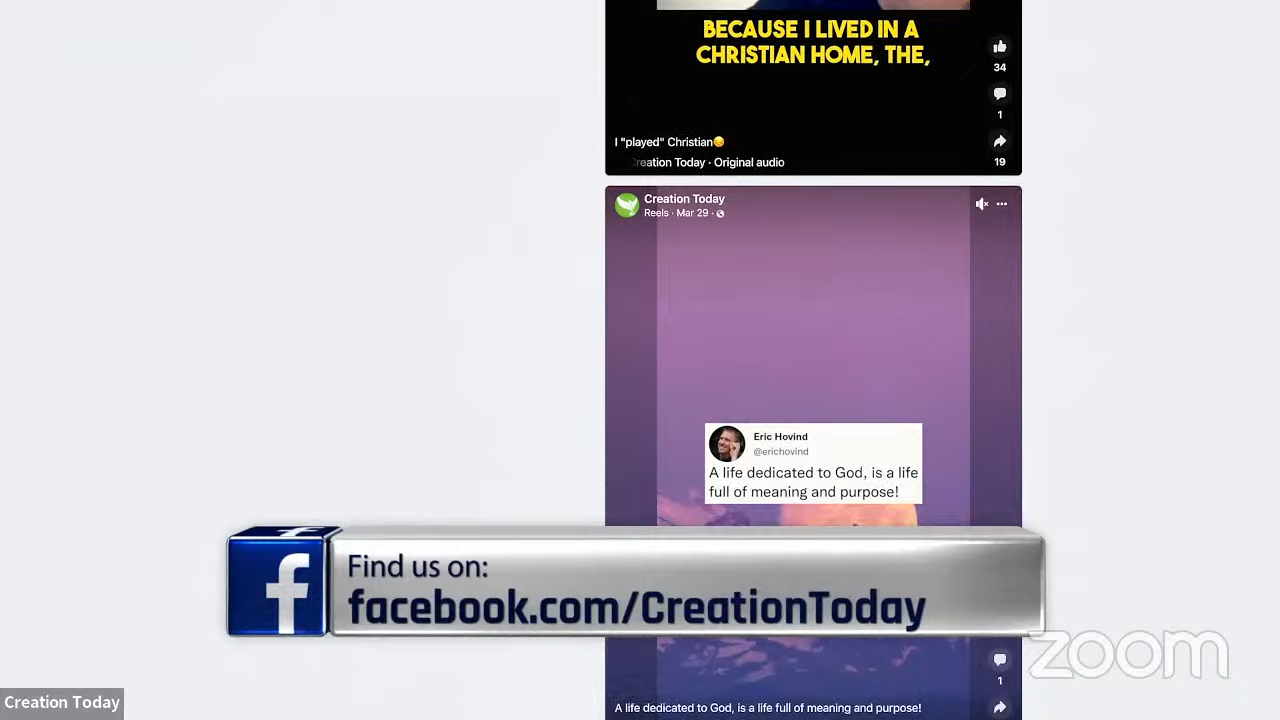 BECAUSE I LIVED IN A
CHRISTIAN HOME, THE,
34
1
I "played" Christian😔
reation Today · Original audio
19
Creation Today
Reels · Mar 29 ·
Eric Hovind
@erichovind
A life dedicated to God, is a life
full of meaning and purpose!
Find us on:
facebook.com/CreationToday
zoom
1
Creation Today
A life dedicated to God, is a life full of meaning and purpose!